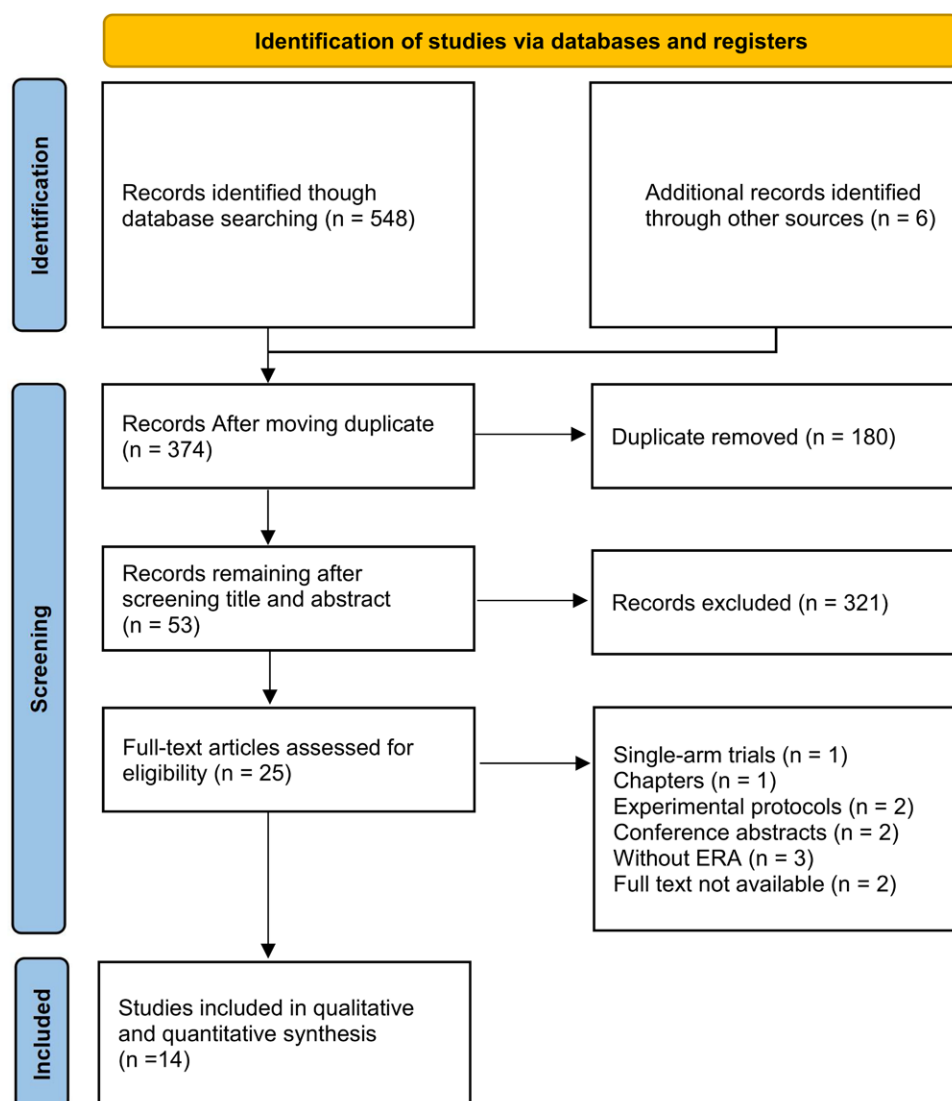 Identification of studies via databases and registers
Identification
Records identified though
database searching (n = 548)
Additional records identified
through other sources (n = 6)
Screening
Records After moving duplicate
(n = 374)
Duplicate removed (n = 180)
Records remaining after
screening title and abstract
(n = 53)
Records excluded (n = 321)
Full-text articles assessed for
eligibility (n = 25)
Single-arm trials (n = 1)
Chapters (n = 1)
Experimental protocols (n = 2)
Conference abstracts (n = 2)
Without ERA (n = 3)
Full text not available (n = 2)
Included
Studies included in qualitative
and quantitative synthesis
(n =14)